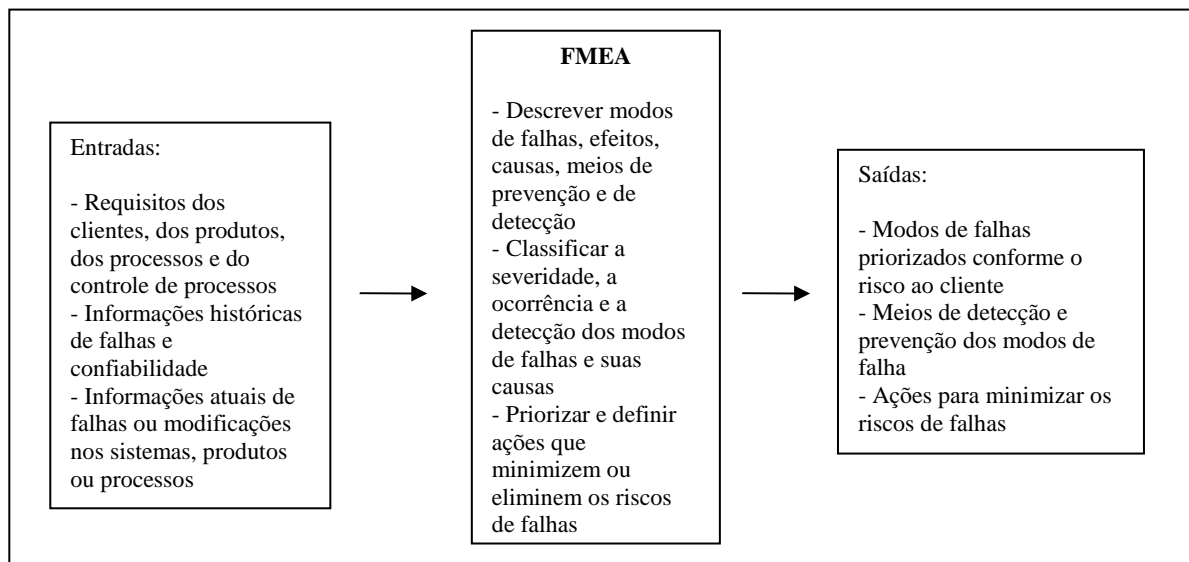 Entradas:
- Requisitos dos
clientes, dos produtos,
dos processos e do
controle de processos
- Informações históricas
de falhas e
confiabilidade
- Informações atuais de
falhas ou modificações
nos sistemas, produtos
ou processos
FMEA
- Descrever modos
de falhas, efeitos,
causas, meios de
prevenção e de
detecção
- Classificar a
severidade, a
ocorrência e a
detecção dos modos
de falhas e suas
causas
- Priorizar e definir
ações que
minimizem ou
eliminem os riscos
de falhas
Saídas:
- Modos de falhas
priorizados conforme o
risco ao cliente
- Meios de detecção e
prevenção dos modos de
falha
- Ações para minimizar os
riscos de falhas